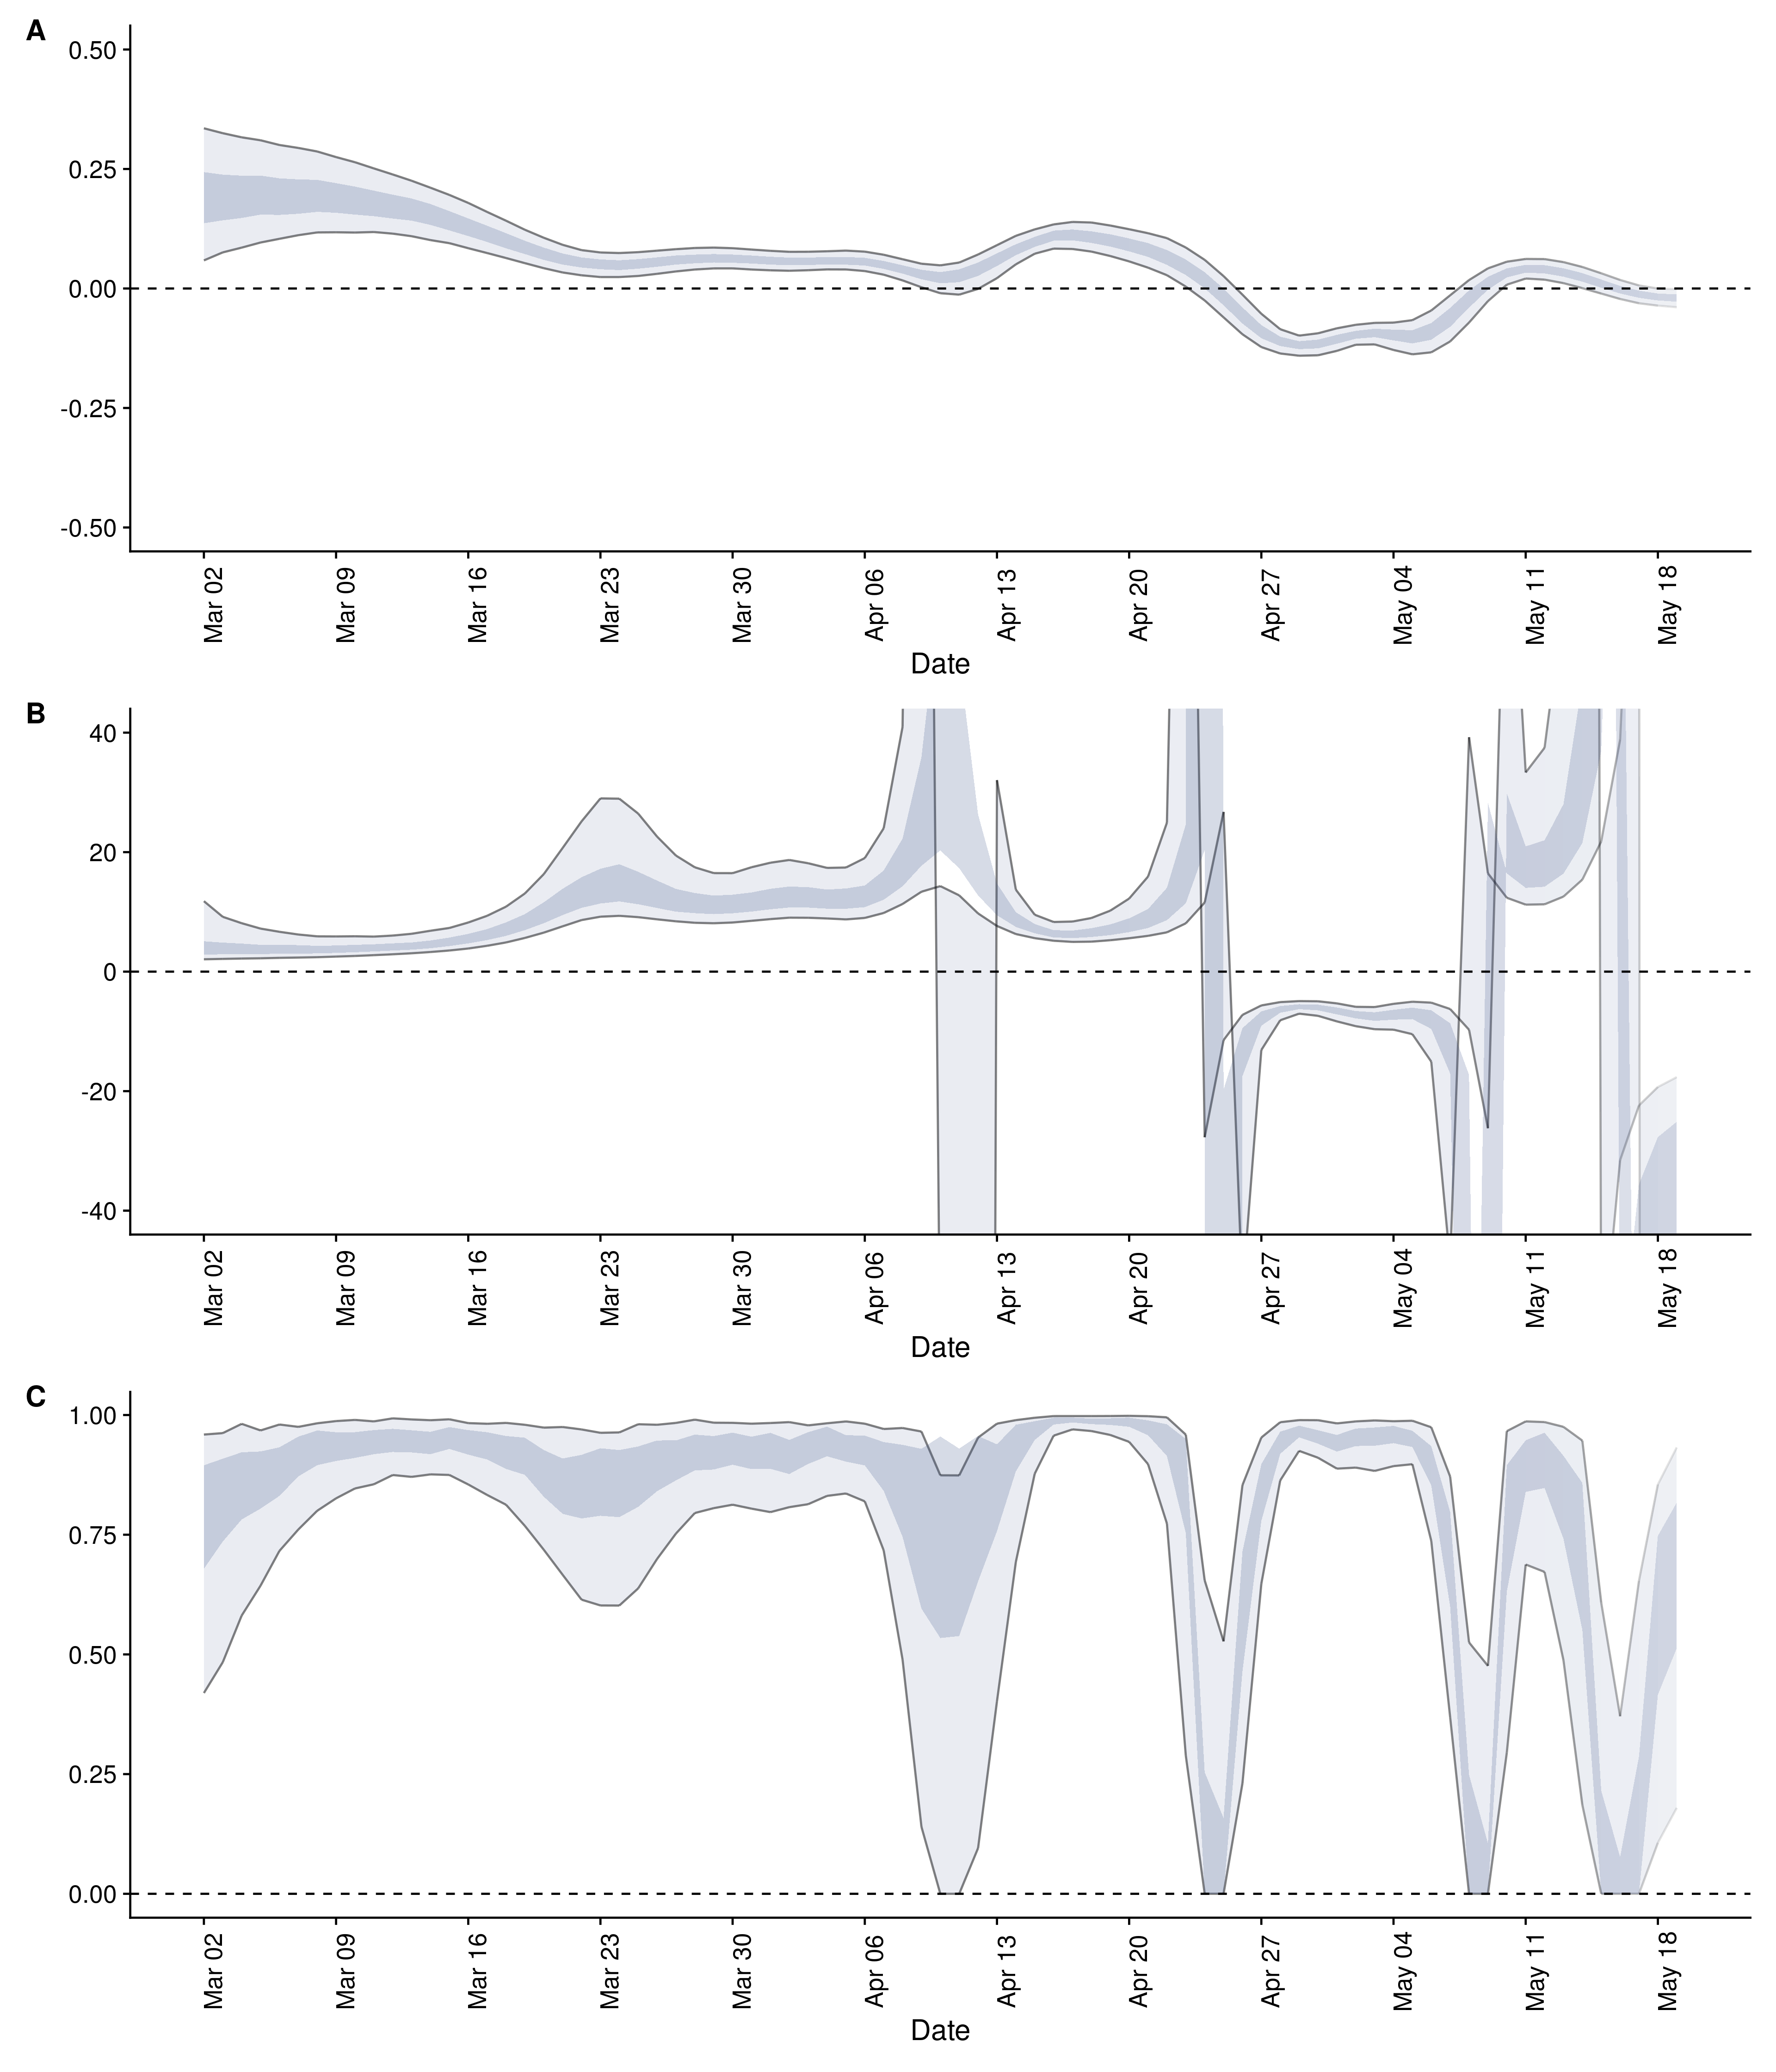 A
0.50
0.25
0.00
-0.25
-0.50
Mar 02
Mar 09
Mar 16
Mar 23
Mar 30
Apr 06
Apr 13
Apr 20
Apr 27
May 04
May 11
May 18
Date
B
40
20
0
-20
-40
Mar 02
Mar 09
Mar 16
Mar 23
Mar 30
Apr 06
Apr 13
Apr 20
Apr 27
May 04
May 11
May 18
Date
C
1.00
0.75
0.50
0.25
0.00
Mar 02
Mar 09
Mar 16
Mar 23
Mar 30
Apr 06
Apr 13
Apr 20
Apr 27
May 04
May 11
May 18
Date